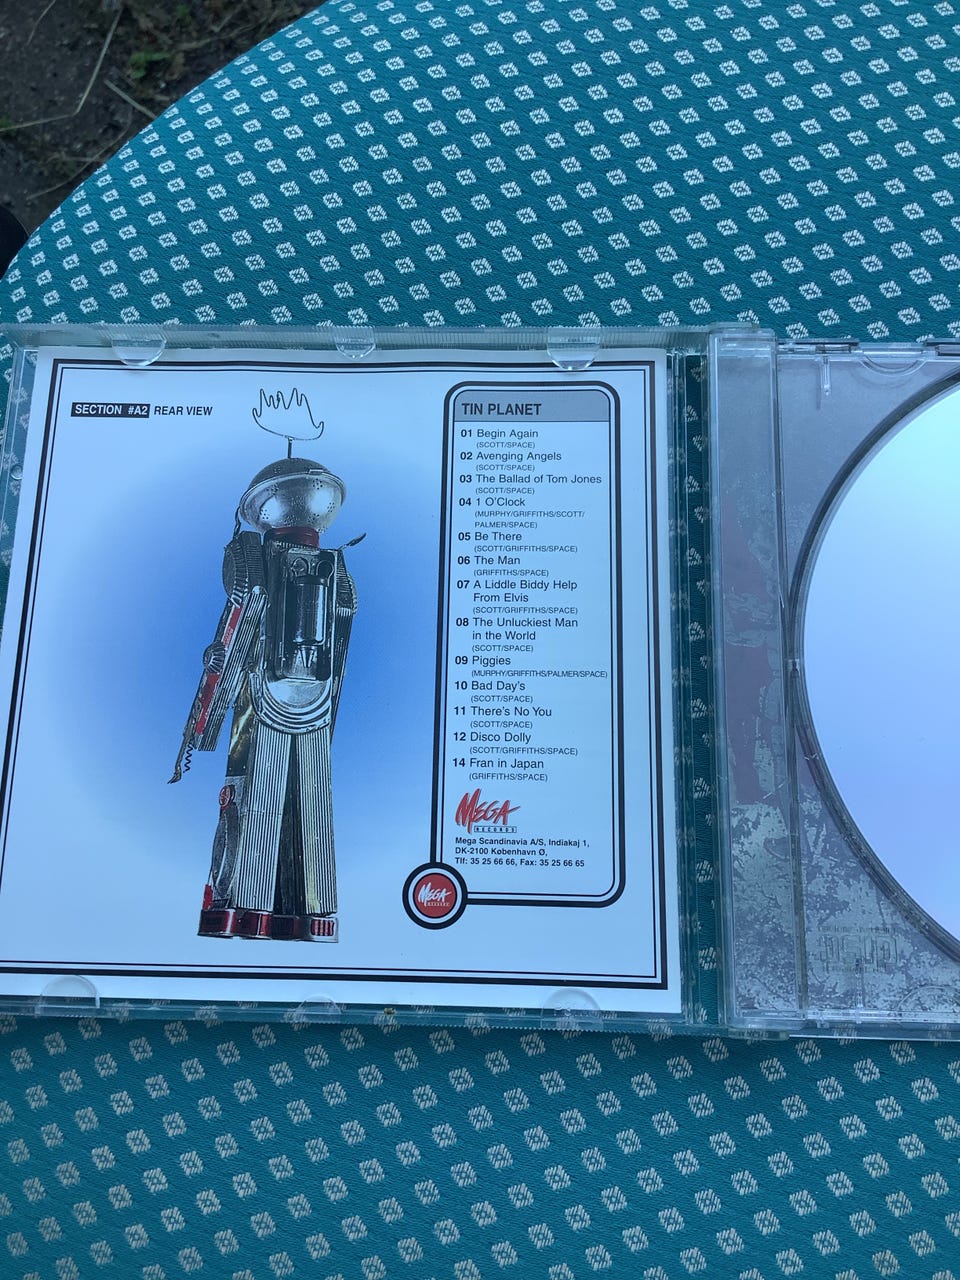 SECTION #A2 REAR VIEW
TIN PLANET
01 Begin Again
(SCOTT/SPACE)
02 Avenging Angels
(SCOTT/SPACE)
03 The Ballad of Tom Jones
(SCOTT/SPACE)
04 1 O'Clock
(MURPHY/GRIFFITHS/SCOTT/
PALMER/SPACE)
05 Be There
(SCOTT/GRIFFITHS/SPACE)
06 The Man
(GRIFFITHS/SPACE)
07 A Liddle Biddy Help
From Elvis
(SCOTT/GRIFFITHS/SPACE)
08 The Unluckiest Man
in the World
(SCOTT/SPACE)
09 Piggies
(MURPHY/GRIFFITHS/PALMER/SPACE)
10 Bad Day's
(SCOTT/SPACE)
11 There's No You
(SCOTT/SPACE)
12 Disco Dolly
(SCOTT/GRIFFITHS/SPACE)
14 Fran in Japan
(GRIFFITHS/SPACE)
MEGA
RECORDS
Mega Scandinavia A/S, Indiakaj 1,
DK-2100 København Ø,
Tlf: 35 25 66 66, Fax: 35 25 66 65
MEGA
RECORDS